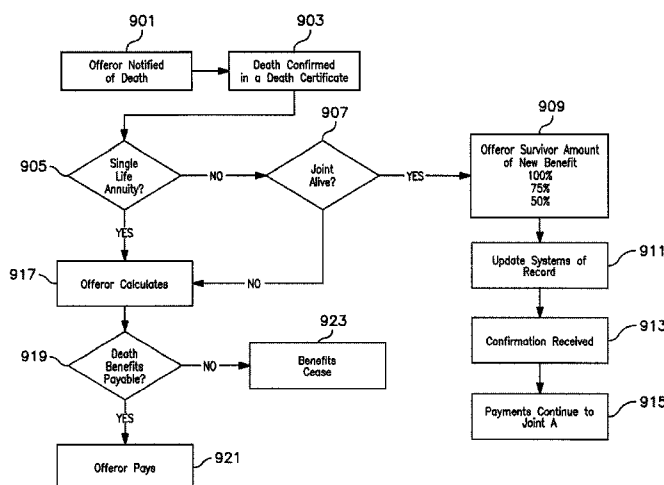 901
903
Offeror Notified
of Death
Death Confirmed
in a Death Certificate
907
909
905
Single
Life
Annuity?
NO
Joint
Alive?
YES
Offeror Survivor Amount
of New Benefit
100%
75%
50%
YES
917
Offeror Calculates
NO
Update Systems of
Record
911
923
919
Death
Benefits
Payable?
NO
Benefits
Cease
Confirmation Received
913
YES
Payments Continue to
Joint A
915
Offeror Pays
921